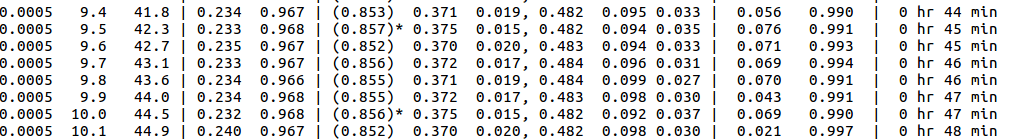 0.0005 9.4 41.8 | 0.234 0.967 | (0.853) 0.371 0.019, 0.482 0.095 0.033 | 0.056 0.990 | 0 hr 44 min
0.0005 9.5 42.3 | 0.233 0.968 | (0.857)* 0.375 0.015, 0.482 0.094 0.035 | 0.076 0.991 | 0 hr 45 min
0.0005 9.6 42.7 | 0.235 0.967 | (0.852) 0.370 0.020, 0.483 0.094 0.033 | 0.071 0.993 | 0 hr 45 min
0.0005 9.7 43.1 | 0.233 0.967 | (0.856) 0.372 0.017, 0.484 0.096 0.031 | 0.069 0.994 | 0 hr 46 min
0.0005 9.8 43.6 | 0.234 0.966 | (0.855) 0.371 0.019, 0.484 0.099 0.027 | 0.070 0.991 | 0 hr 46 min
0.0005 9.9 44.0 | 0.234 0.968 | (0.855) 0.372 0.017, 0.483 0.098 0.030 | 0.043 0.991 | 0 hr 47 min
0.0005 10.0 44.5 | 0.232 0.968 | (0.856)* 0.375 0.015, 0.482 0.092 0.037 | 0.069 0.990 | 0 hr 47 min
0.0005 10.1 44.9 | 0.240 0.967 | (0.852) 0.370 0.020, 0.482 0.098 0.030 | 0.021 0.997 | 0 hr 48 min